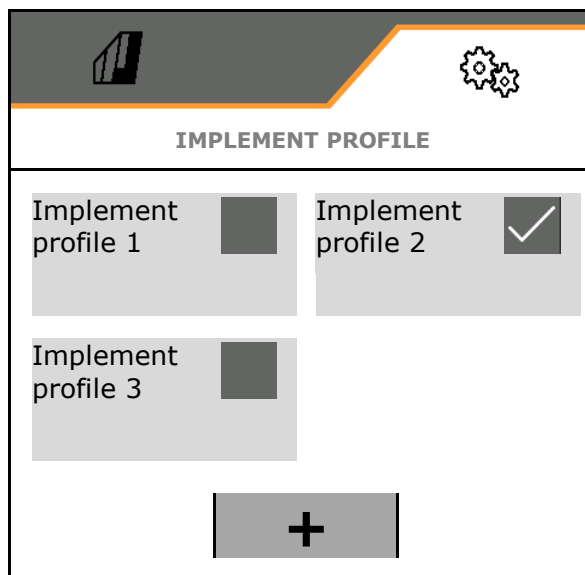 IMPLEMENT PROFILE
Implement
profile 1
Implement
profile 2
Implement
profile 3
+